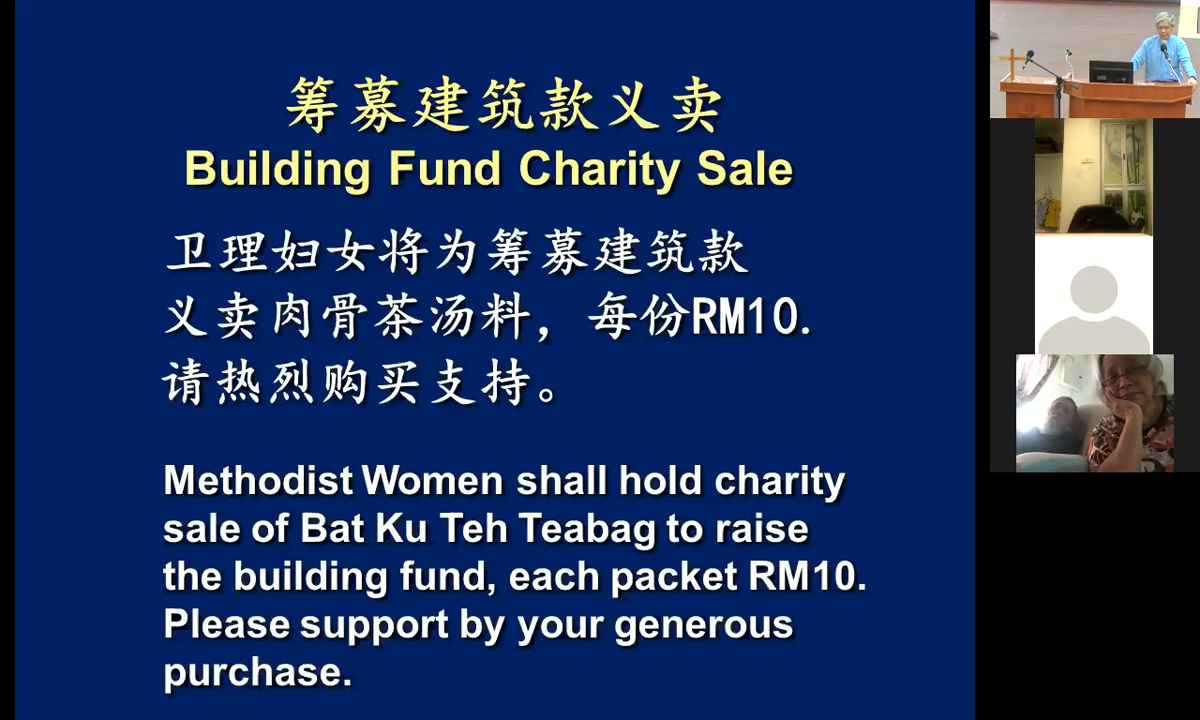 筹募建筑款义卖
Building Fund Charity Sale
卫理妇女将为筹募建筑款
义卖肉骨茶汤料，每份RM10.
请热烈购买支持。
Methodist Women shall hold charity
sale of Bat Ku Teh Teabag to raise
the building fund, each packet RM10.
Please support by your generous
purchase.